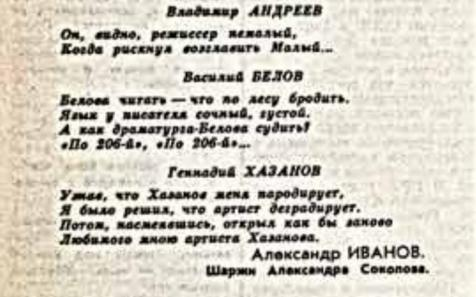 Владимир АНДРЕЕВ
Он, видно, режиссер немалый,
Когда рискнул возглавить Малый...
Василий БЕЛОВ
Белова читать — что по лесу бродить.
Язык у писателя сочный, густой.
А как драматурга-Белова судить?
«По 206-й», «По 206-й»...
Геннадий ХАЗАНОВ
Узнав, что Хазанов меня пародирует,
Я было решил, что артист деградирует.
Потом, насмеявшись, открыл как бы заново
Любимого мною артиста Хазанова.
Александр ИВАНОВ.
Шаржи Александра Соколова.